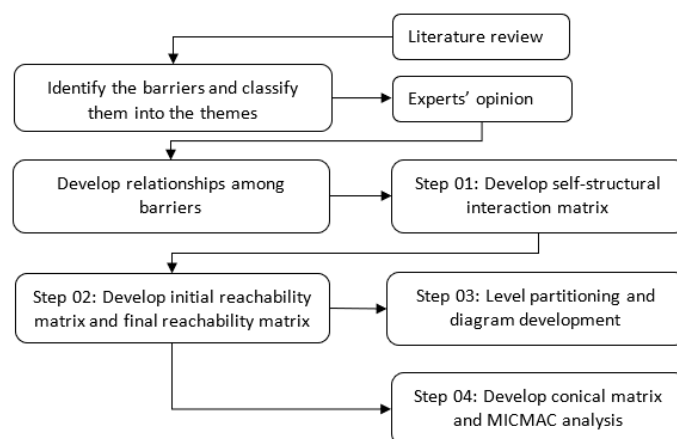 Literature review
Identify the barriers and classify
them into the themes
Experts’ opinion
Develop relationships among
barriers
Step 01: Develop self-structural
interaction matrix
Step 02: Develop initial reachability
matrix and final reachability matrix
Step 03: Level partitioning and
diagram development
Step 04: Develop conical matrix
and MICMAC analysis